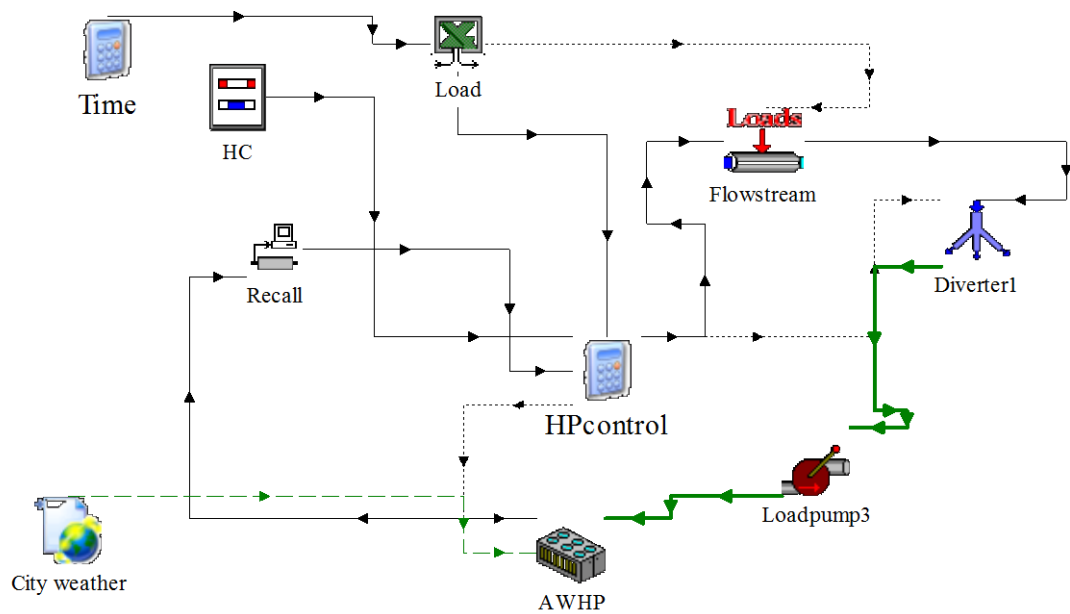 Time
Load
HC
Loads
Flowstream
Recall
Diverter1
HPcontrol
Loadpump3
City weather
AWHP